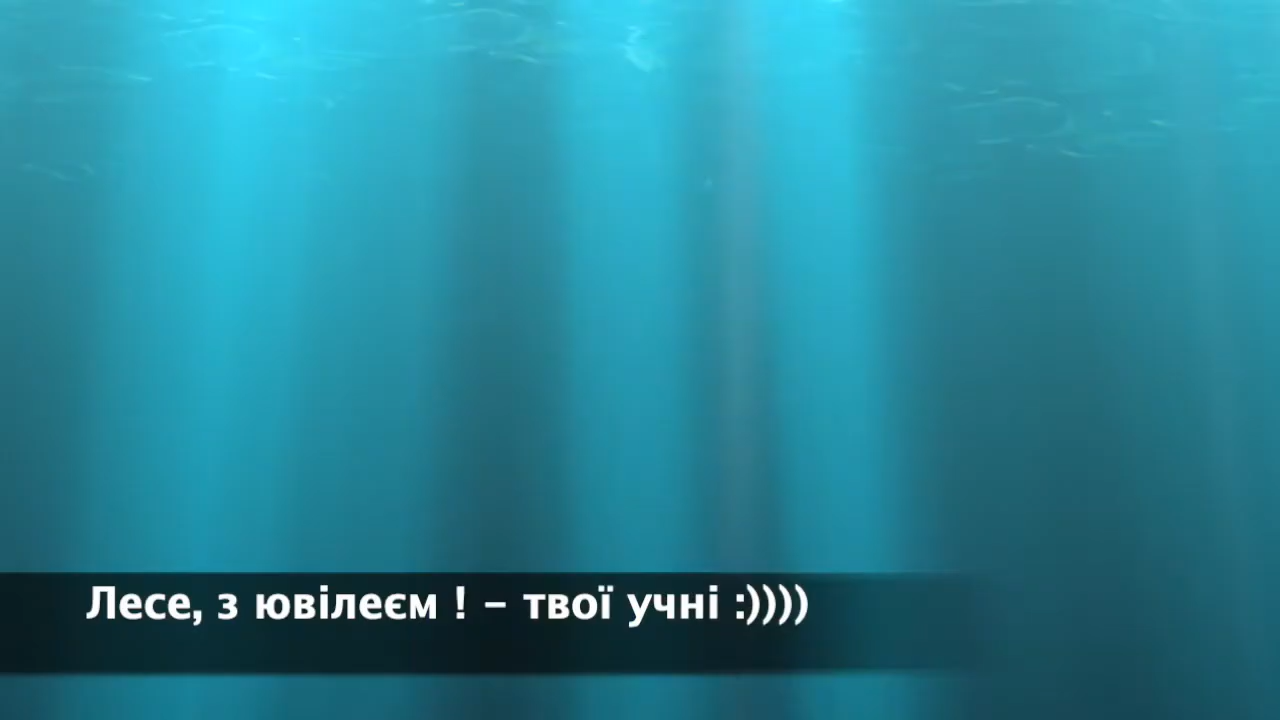 Лесе, з ювілеєм ! – твої учні :))))